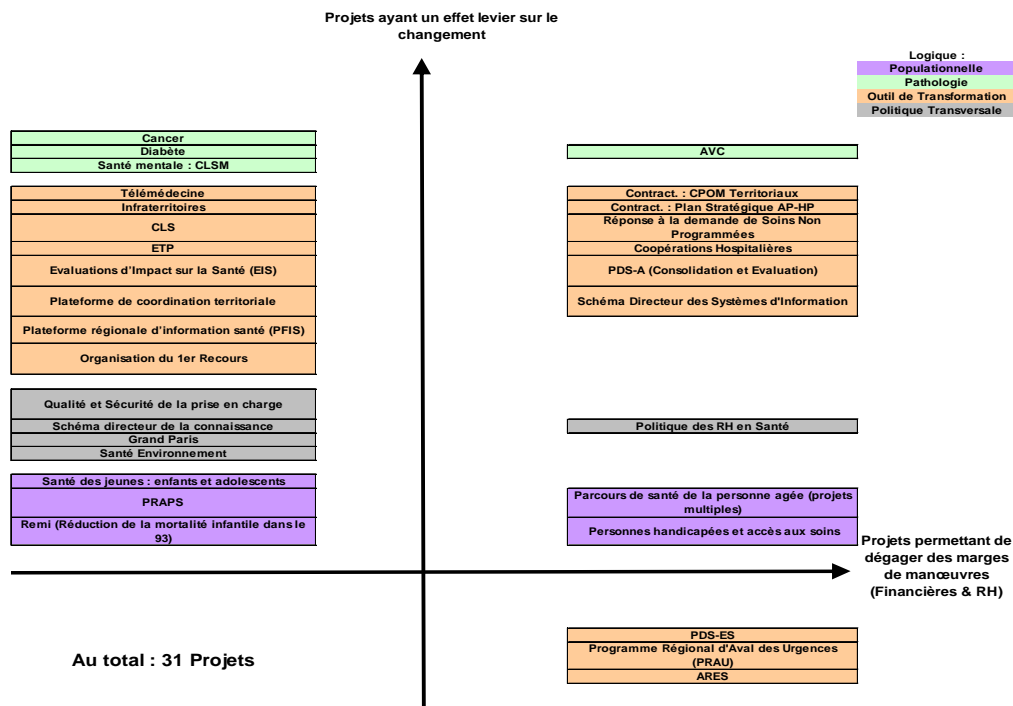 Projets ayant un effet levier sur le
changement
Logique :
Populationnelle
Pathologie
Outil de Transformation
Politique Transversale
Cancer
Diabète
Santé mentale : CLSM
Télémédecine
Infraterritoires
CLS
ETP
Evaluations d'Impact sur la Santé (EIS)
Plateforme de coordination territoriale
Plateforme régionale d'information santé (PFIS)
Organisation du 1er Recours
Qualité et Sécurité de la prise en charge
Schéma directeur de la connaissance
Grand Paris
Santé Environnement
Santé des jeunes : enfants et adolescents
PRAPS
Remi (Réduction de la mortalité infantile dans le
93)
AVC
Contract. : CPOM Territoriaux
Contract. : Plan Stratégique AP-HP
Réponse à la demande de Soins Non
Programmées
Coopérations Hospitalières
PDS-A (Consolidation et Evaluation)
Schéma Directeur des Systèmes d'Information
Politique des RH en Santé
Parcours de santé de la personne agée (projets
multiples)
Personnes handicapées et accès aux soins
Projets permettant de
dégager des marges
de manœuvres
(Financières & RH)
PDS-ES
Programme Régional d'Aval des Urgences
(PRAU)
ARES
Au total : 31 Projets